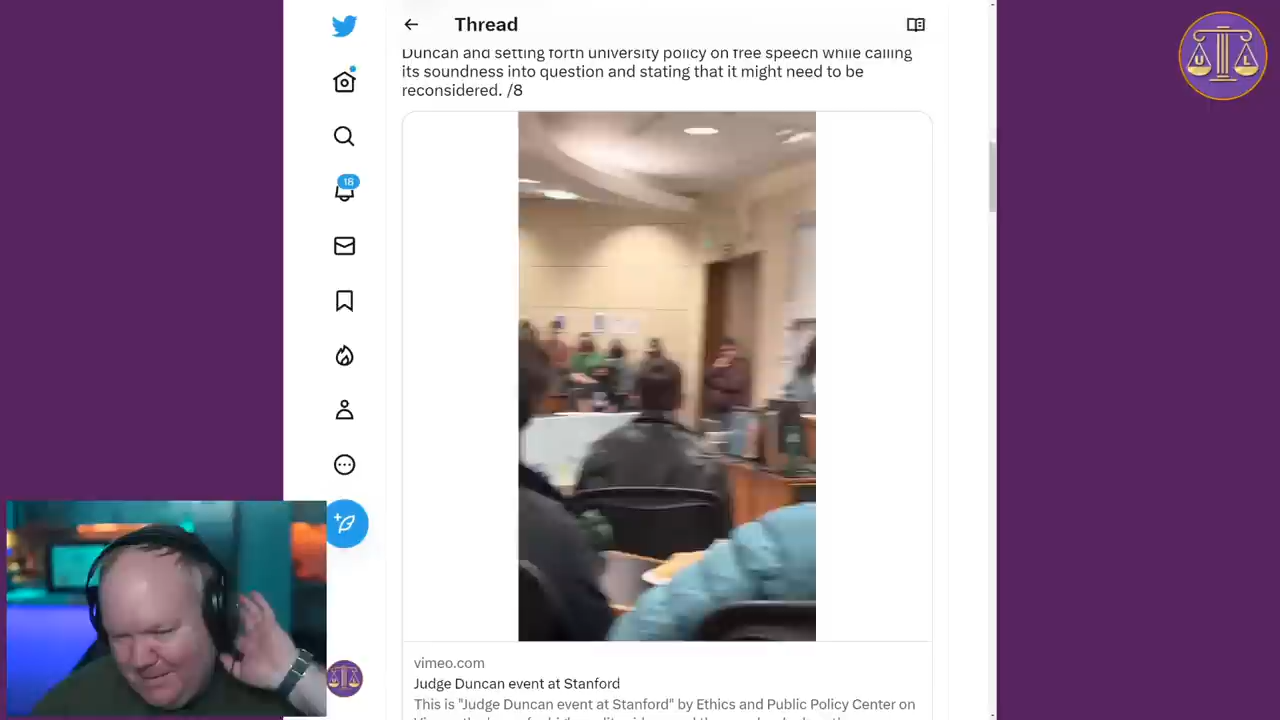 Thread
Duncan and setting forth university policy on free speech while calling
its soundness into question and stating that it might need to be
reconsidered. /8
18
U L
vimeo.com
Judge Duncan event at Stanford
This is "Judge Duncan event at Stanford" by Ethics and Public Policy Center on